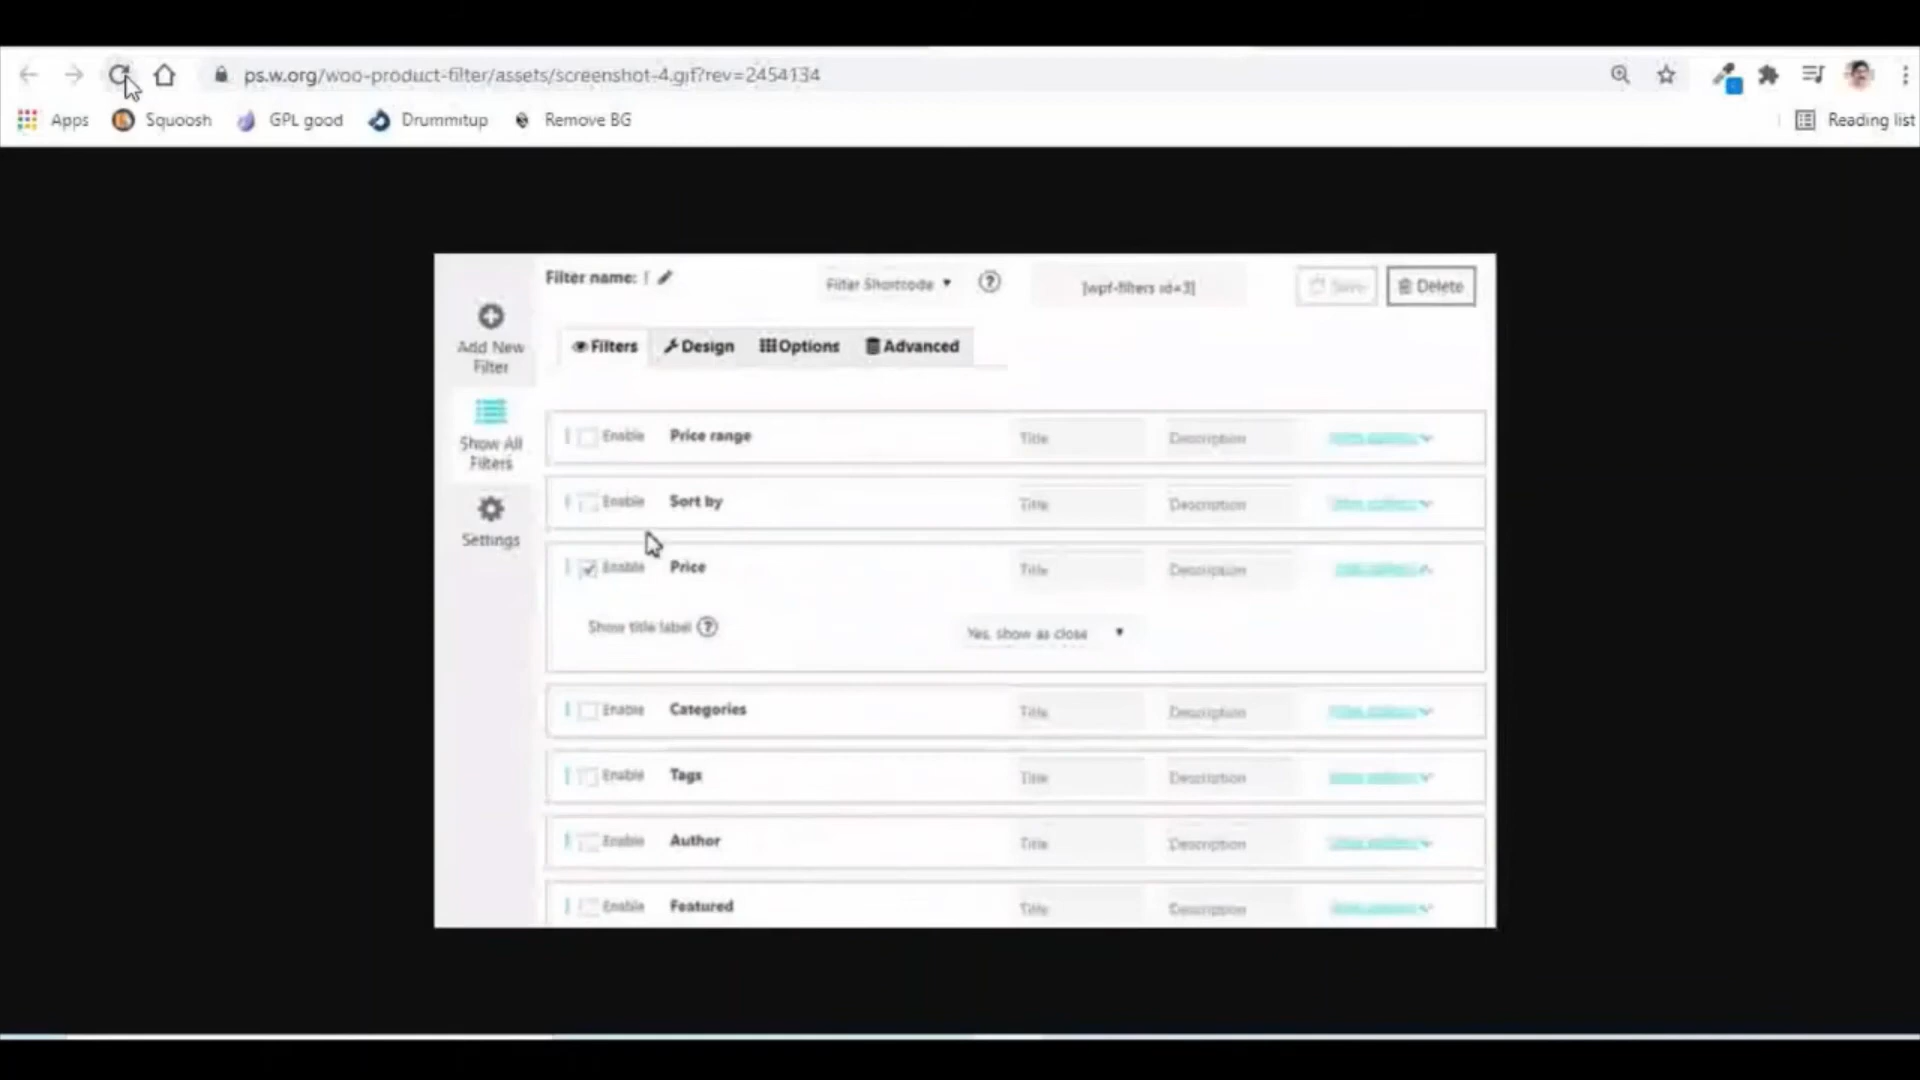 ps.w.org/woo-product-filter/assets/screenshot-4.gif?rev=2454134
Apps Squoosh GPL good Drummitup Remove BG Reading list
Filter name: Filter Shortcode ? [wpf-filters id=3] Save Delete
Add New
Filter
Filters Design Options Advanced
Show All
Filters
Settings
Enable Price range Title Description
Enable Sort by Title Description
Enable Price Title Description
Show title label ? Yes, show as close
Enable Categories Title Description
Enable Tags Title Description
Enable Author Title Description
Enable Featured Title Description